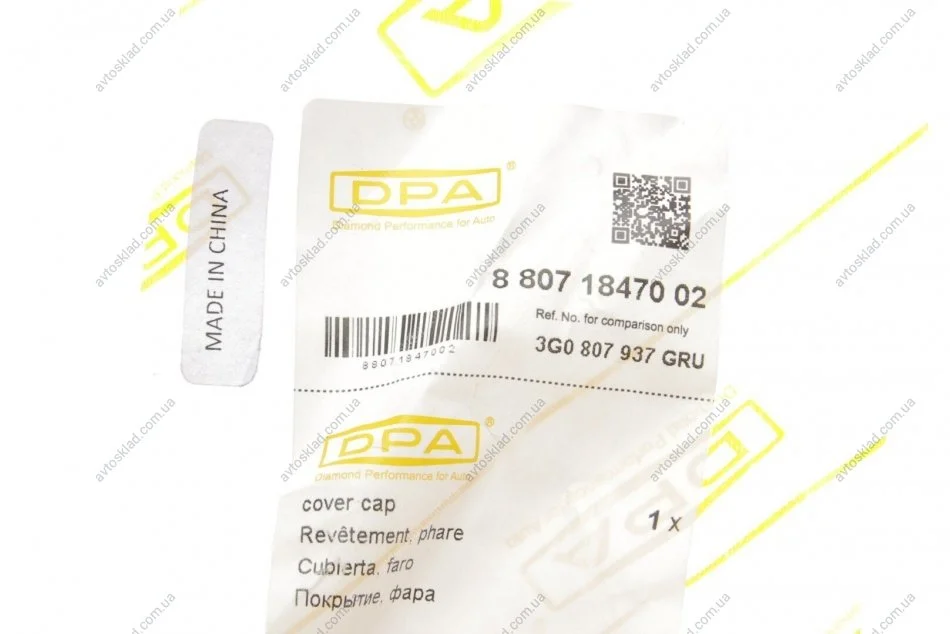 MADE IN CHINA
DPA®
Diamond Performance for Auto
8 807 18470 02
Ref. No. for comparison only
3G0 807 937 GRU
88071847002
DPA®
Diamond Performance for Auto
cover cap
Revêtement, phare
1 x
Cubierta, faro
Покрытие, фара
avtosklad.com.ua